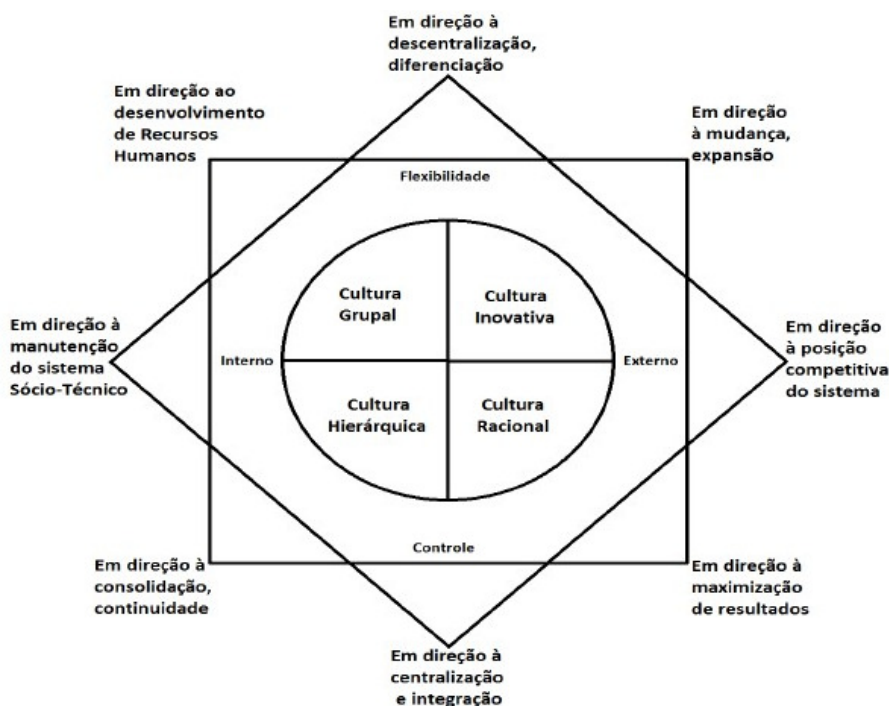 Em direção à
descentralização,
diferenciação
Em direção ao
desenvolvimento
de Recursos
Humanos
Em direção
à mudança,
expansão
Flexibilidade
Cultura
Grupal
Cultura
Inovativa
Em direção à
manutenção
do sistema
Sócio-Técnico
Interno
Externo
Em direção
à posição
competitiva
do sistema
Cultura
Hierárquica
Cultura
Racional
Controle
Em direção à
consolidação,
continuidade
Em direção à
maximização
de resultados
Em direção à
centralização
e integração